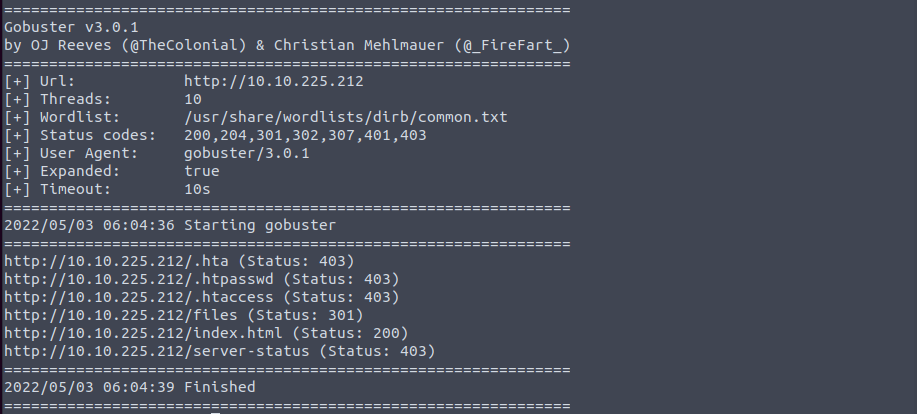 ===============================================================
Gobuster v3.0.1
by OJ Reeves (@TheColonial) & Christian Mehlmauer (@_FireFart_)
===============================================================
[+] Url:            http://10.10.225.212
[+] Threads:        10
[+] Wordlist:       /usr/share/wordlists/dirb/common.txt
[+] Status codes:   200,204,301,302,307,401,403
[+] User Agent:     gobuster/3.0.1
[+] Expanded:       true
[+] Timeout:        10s
===============================================================
2022/05/03 06:04:36 Starting gobuster
===============================================================
http://10.10.225.212/.hta (Status: 403)
http://10.10.225.212/.htpasswd (Status: 403)
http://10.10.225.212/.htaccess (Status: 403)
http://10.10.225.212/files (Status: 301)
http://10.10.225.212/index.html (Status: 200)
http://10.10.225.212/server-status (Status: 403)
===============================================================
2022/05/03 06:04:39 Finished
===============================================================